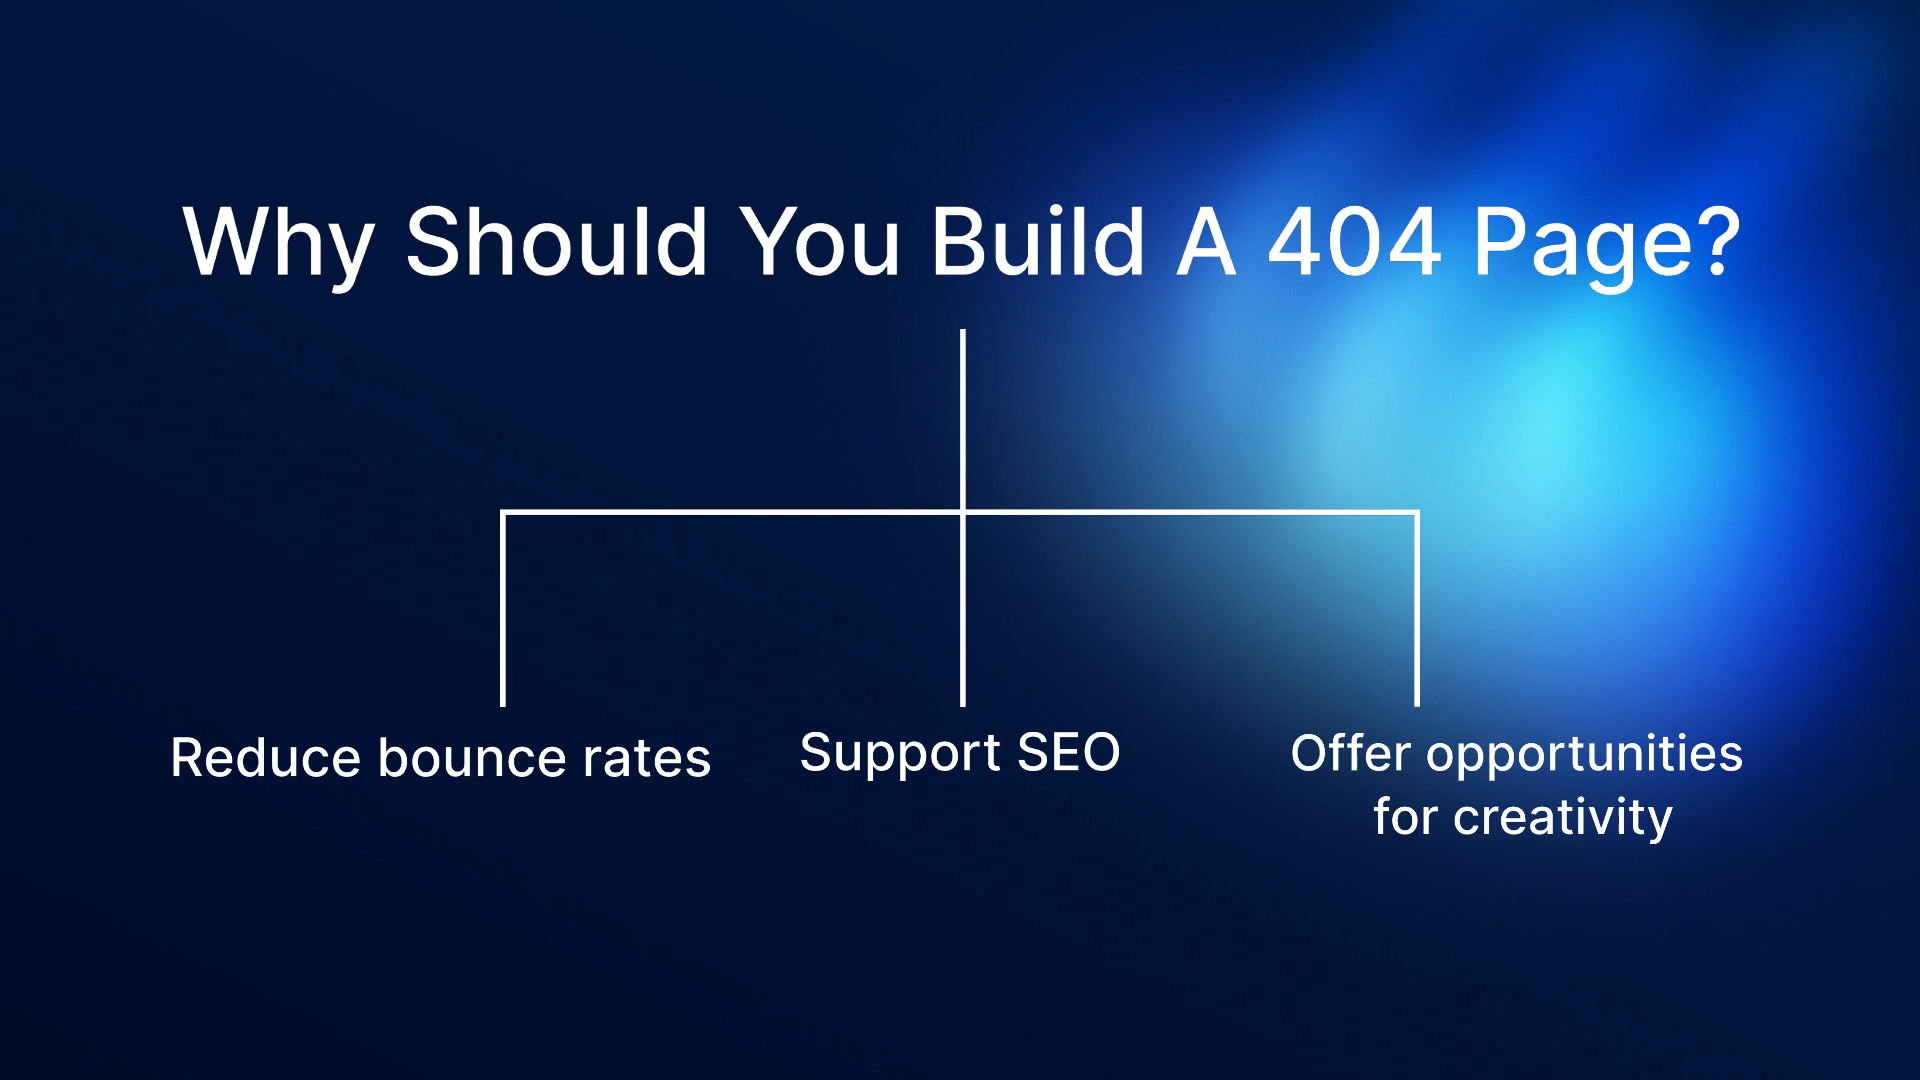 Why Should You Build A 404 Page?
Reduce bounce rates
Support SEO
Offer opportunities
for creativity